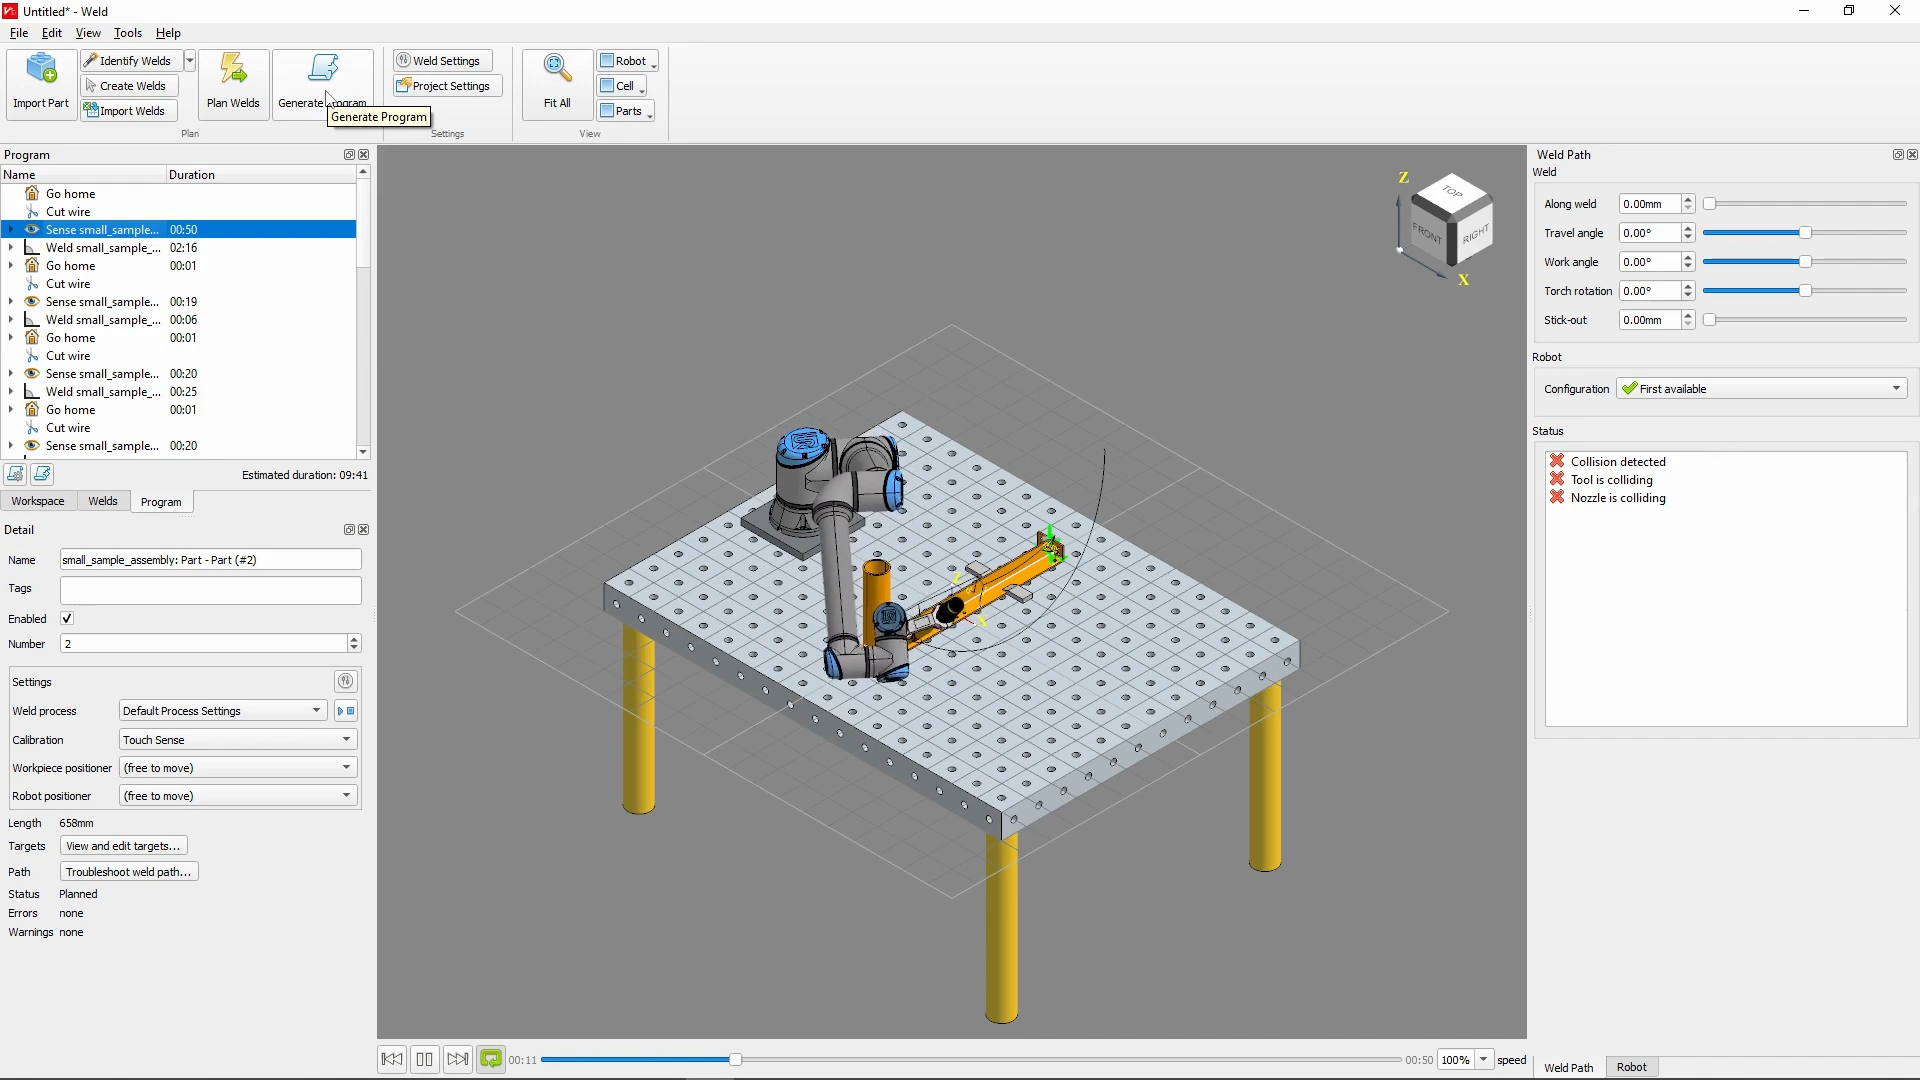 Untitled* - Weld
File Edit View Tools Help
Import Part
Identify Welds
Create Welds
Import Welds
Plan Welds
Generate Program
Generate Program
Weld Settings
Project Settings
Fit All
Robot
Cell
Parts
Plan
Settings
View
Program
Name Duration
Go home
Cut wire
Sense small_sample... 00:50
Weld small_sample_... 02:16
Go home 00:01
Cut wire
Sense small_sample... 00:19
Weld small_sample_... 00:06
Go home 00:01
Cut wire
Sense small_sample... 00:20
Weld small_sample_... 00:25
Go home 00:01
Cut wire
Sense small_sample... 00:20
Estimated duration: 09:41
Workspace Welds Program
Detail
Name small_sample_assembly: Part - Part (#2)
Tags
Enabled
Number 2
Settings
Weld process Default Process Settings
Calibration Touch Sense
Workpiece positioner (free to move)
Robot positioner (free to move)
Length 658mm
Targets View and edit targets...
Path Troubleshoot weld path...
Status Planned
Errors none
Warnings none
Z
TOP
FRONT RIGHT
X
Z
X
00:11 00:50 100% speed
Weld Path
Weld
Along weld 0.00mm
Travel angle 0.00°
Work angle 0.00°
Torch rotation 0.00°
Stick-out 0.00mm
Robot
Configuration First available
Status
Collision detected
Tool is colliding
Nozzle is colliding
Weld Path Robot